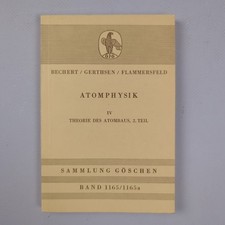 BECHERT / GERTHSEN / FLAMMERSFELD
ATOMPHYSIK
IV
THEORIE DES ATOMBAUS. 2. TEIL
SAMMLUNG GÖSCHEN
BAND 1165/1165a